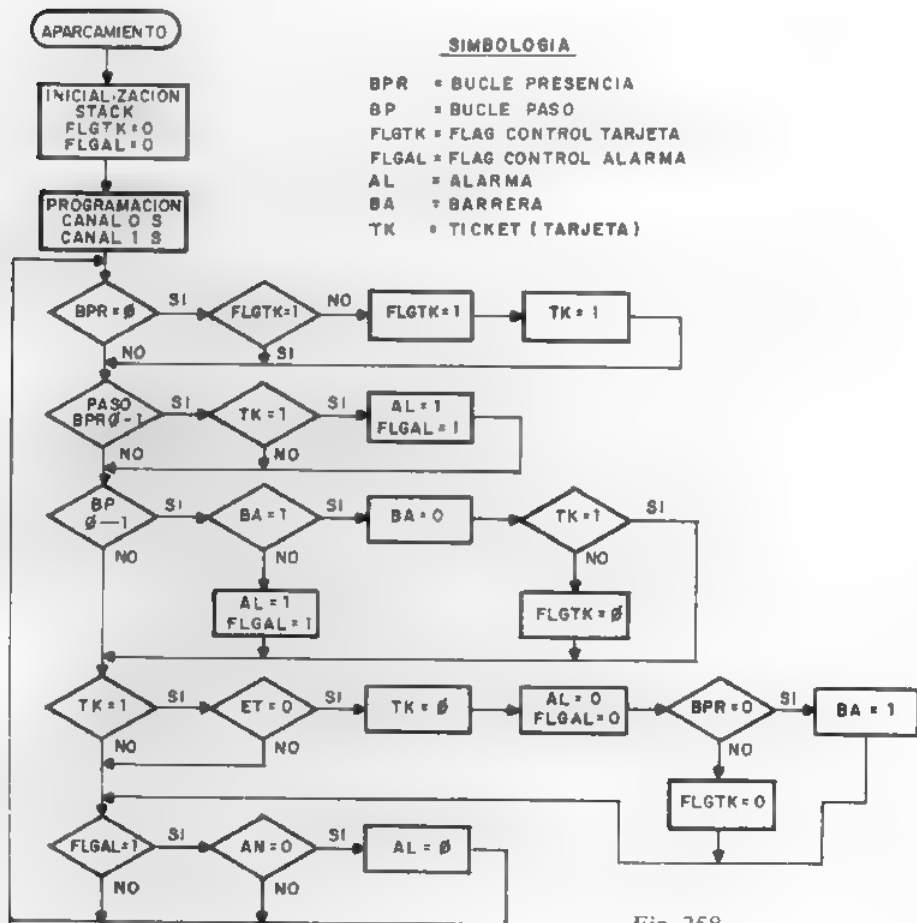 APARCAMIENTO
SIMBOLOGIA
BPR = BUCLE PRESENCIA
BP = BUCLE PASO
FLGTK = FLAG CONTROL TARJETA
FLGAL = FLAG CONTROL ALARMA
AL = ALARMA
BA = BARRERA
TK = TICKET (TARJETA)
INICIALIZACIÓN
STACK
FLGTK=0
FLGAL=0
PROGRAMACIÓN
CANAL 0 S
CANAL 1 S
BPR=Ø
SI
FLGTK=1
NO
FLGTK=1
TK=1
NO
SI
PASO
BPRØ-1
SI
TK=1
SI
AL=1
FLGAL=1
NO
NO
BP
Ø—1
SI
BA=1
SI
BA=0
TK=1
SI
NO
NO
NO
AL=1
FLGAL=1
FLGTK=Ø
TK=1
SI
ET=0
SI
TK=Ø
AL=0
FLGAL=0
BPR=0
SI
BA=1
NO
NO
NO
FLGTK=0
FLGAL=1
SI
AN=0
SI
AL=Ø
NO
NO
Fig. 258